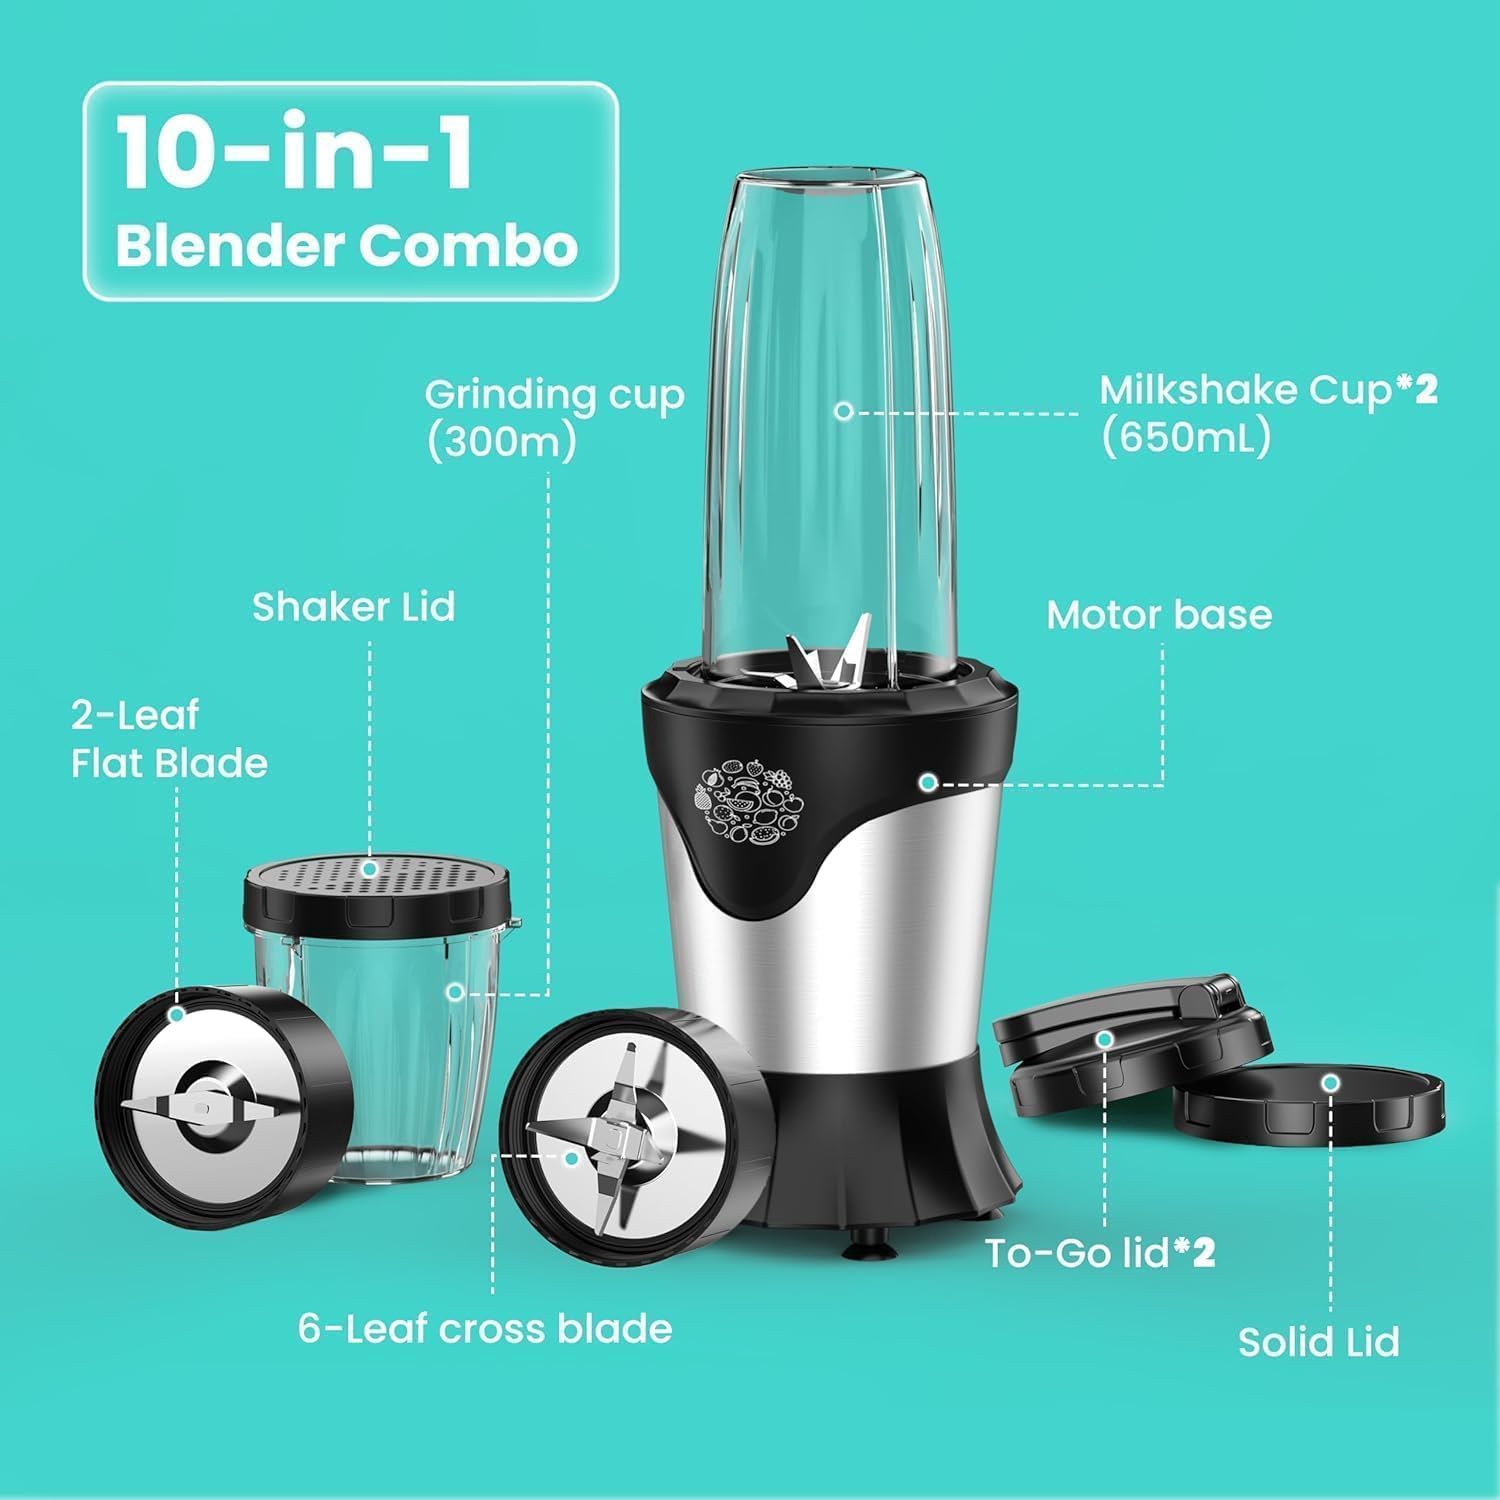 10-in-1
Blender Combo
Grinding cup
(300m)
Milkshake Cup*2
(650mL)
Shaker Lid
Motor base
2-Leaf
Flat Blade
To-Go lid*2
6-Leaf cross blade
Solid Lid